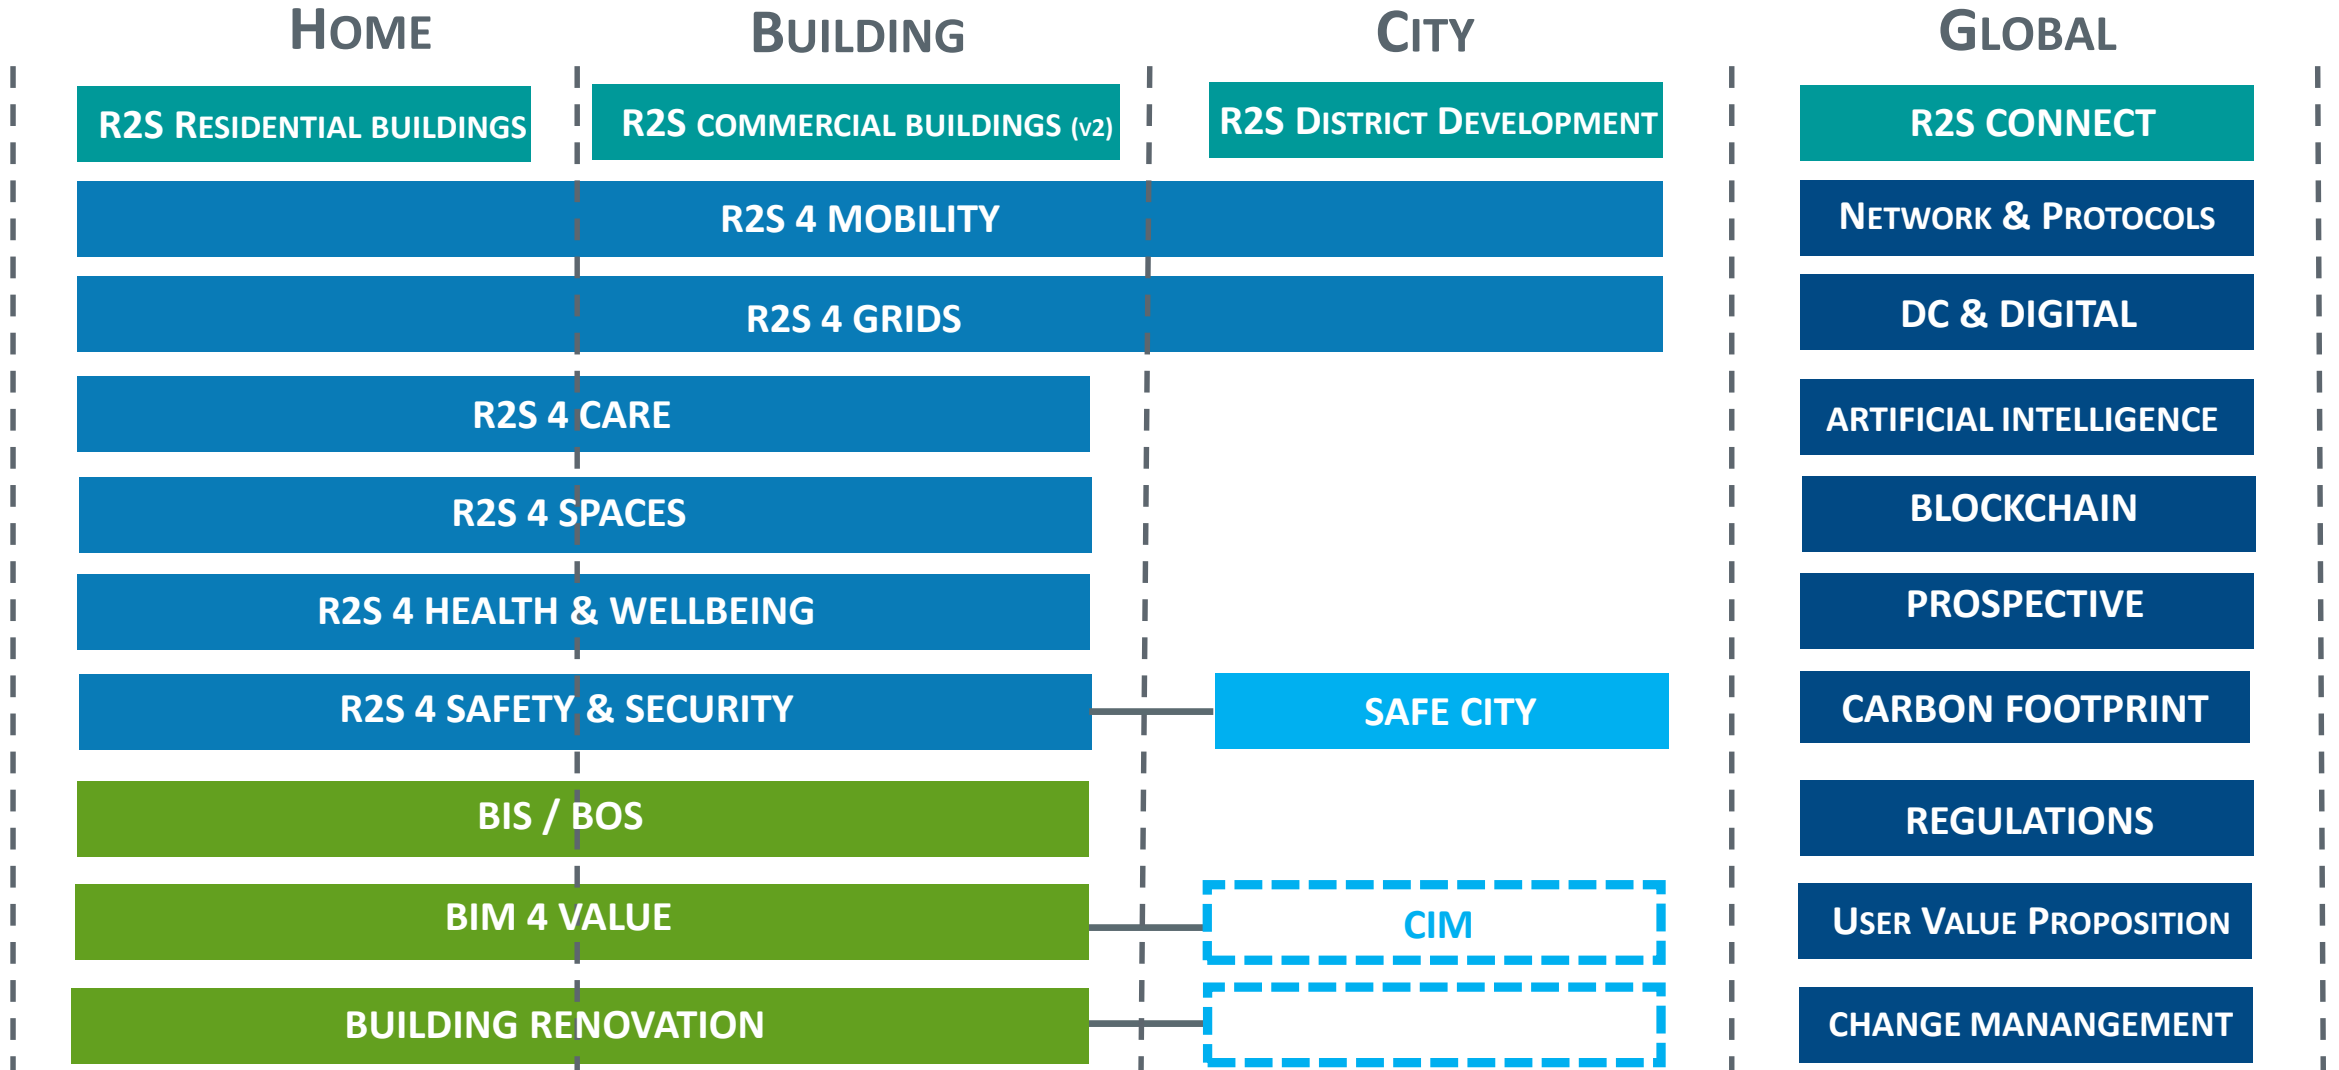 HOME
BUILDING
CITY
GLOBAL
R2S RESIDENTIAL BUILDINGS
R2S COMMERCIAL BUILDINGS (V2)
R2S DISTRICT DEVELOPMENT
R2S CONNECT
R2S 4 MOBILITY
NETWORK & PROTOCOLS
R2S 4 GRIDS
DC & DIGITAL
R2S 4 CARE
ARTIFICIAL INTELLIGENCE
R2S 4 SPACES
BLOCKCHAIN
R2S 4 HEALTH & WELLBEING
PROSPECTIVE
R2S 4 SAFETY & SECURITY
SAFE CITY
CARBON FOOTPRINT
BIS / BOS
REGULATIONS
BIM 4 VALUE
CIM
USER VALUE PROPOSITION
BUILDING RENOVATION
CHANGE MANANGEMENT